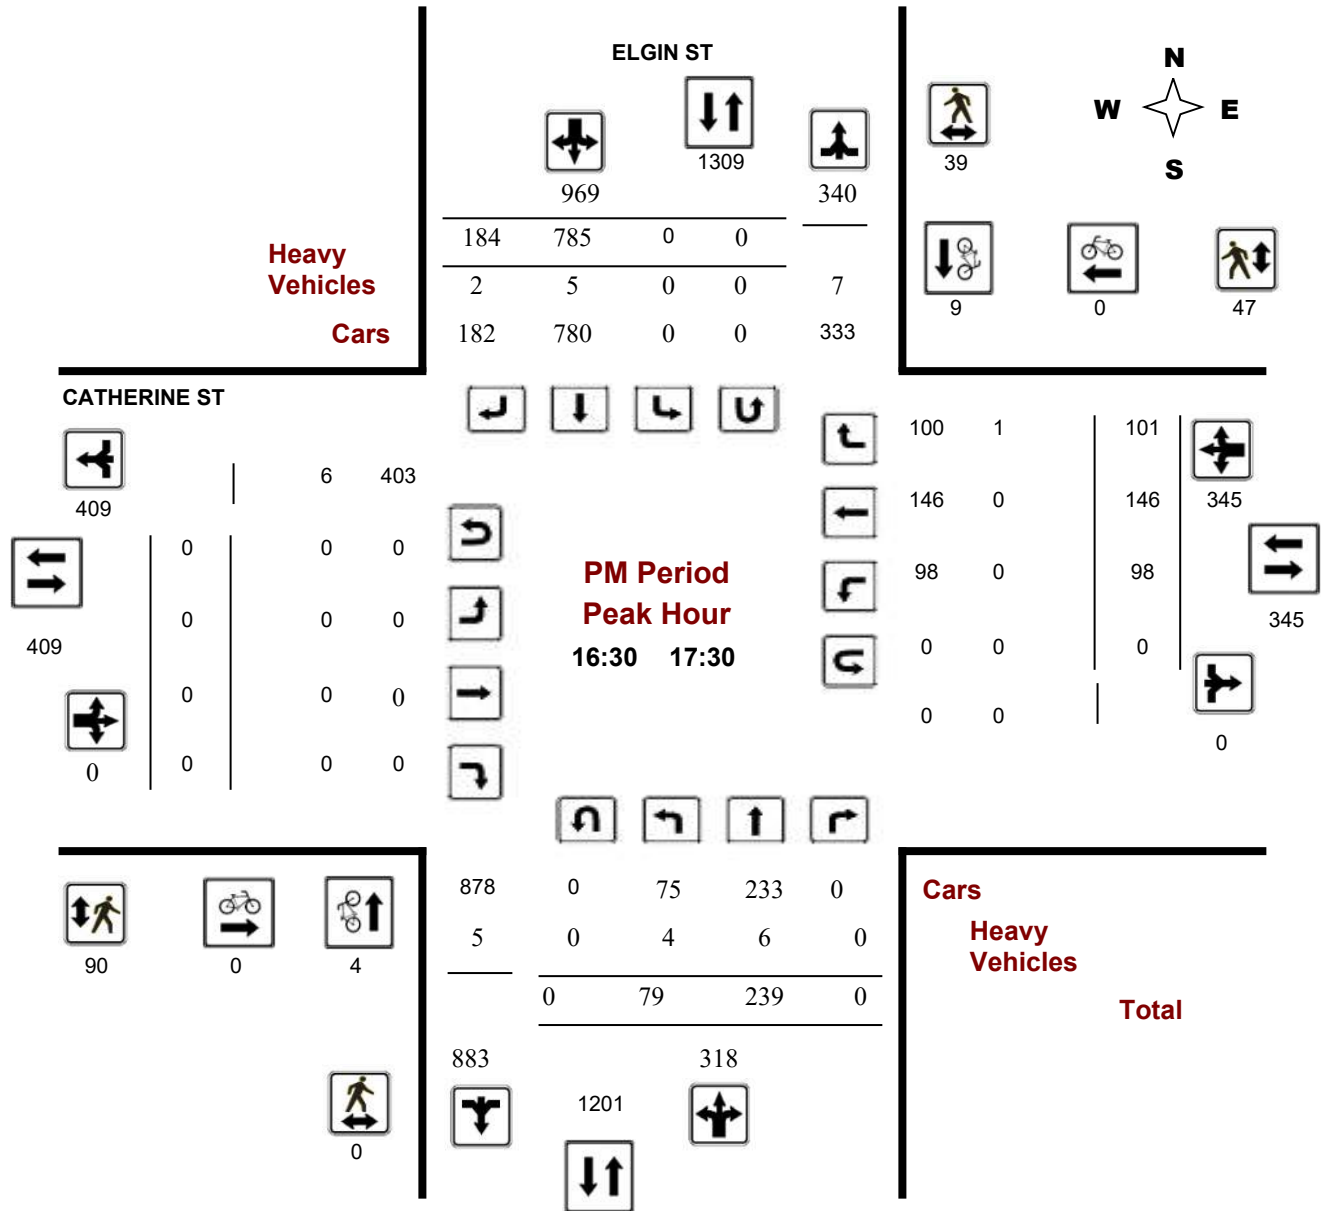 ELGIN ST
N
W E
S
1309
39
969
340
184 785 0 0
Heavy
Vehicles
2 5 0 0 7
9 0 47
Cars
182 780 0 0 333
CATHERINE ST
100 1 101
6 403
409
146 0 146 345
0 0 0
PM Period
98 0 98
Peak Hour
0 0 0
345
409
16:30 17:30
0 0 0
0 0 0
0 0
0
0
0 0 0
878 0 75 233 0
Cars
5 0 4 6 0
Heavy
Vehicles
90 0 4
0 79 239 0
Total
883 318
1201
0